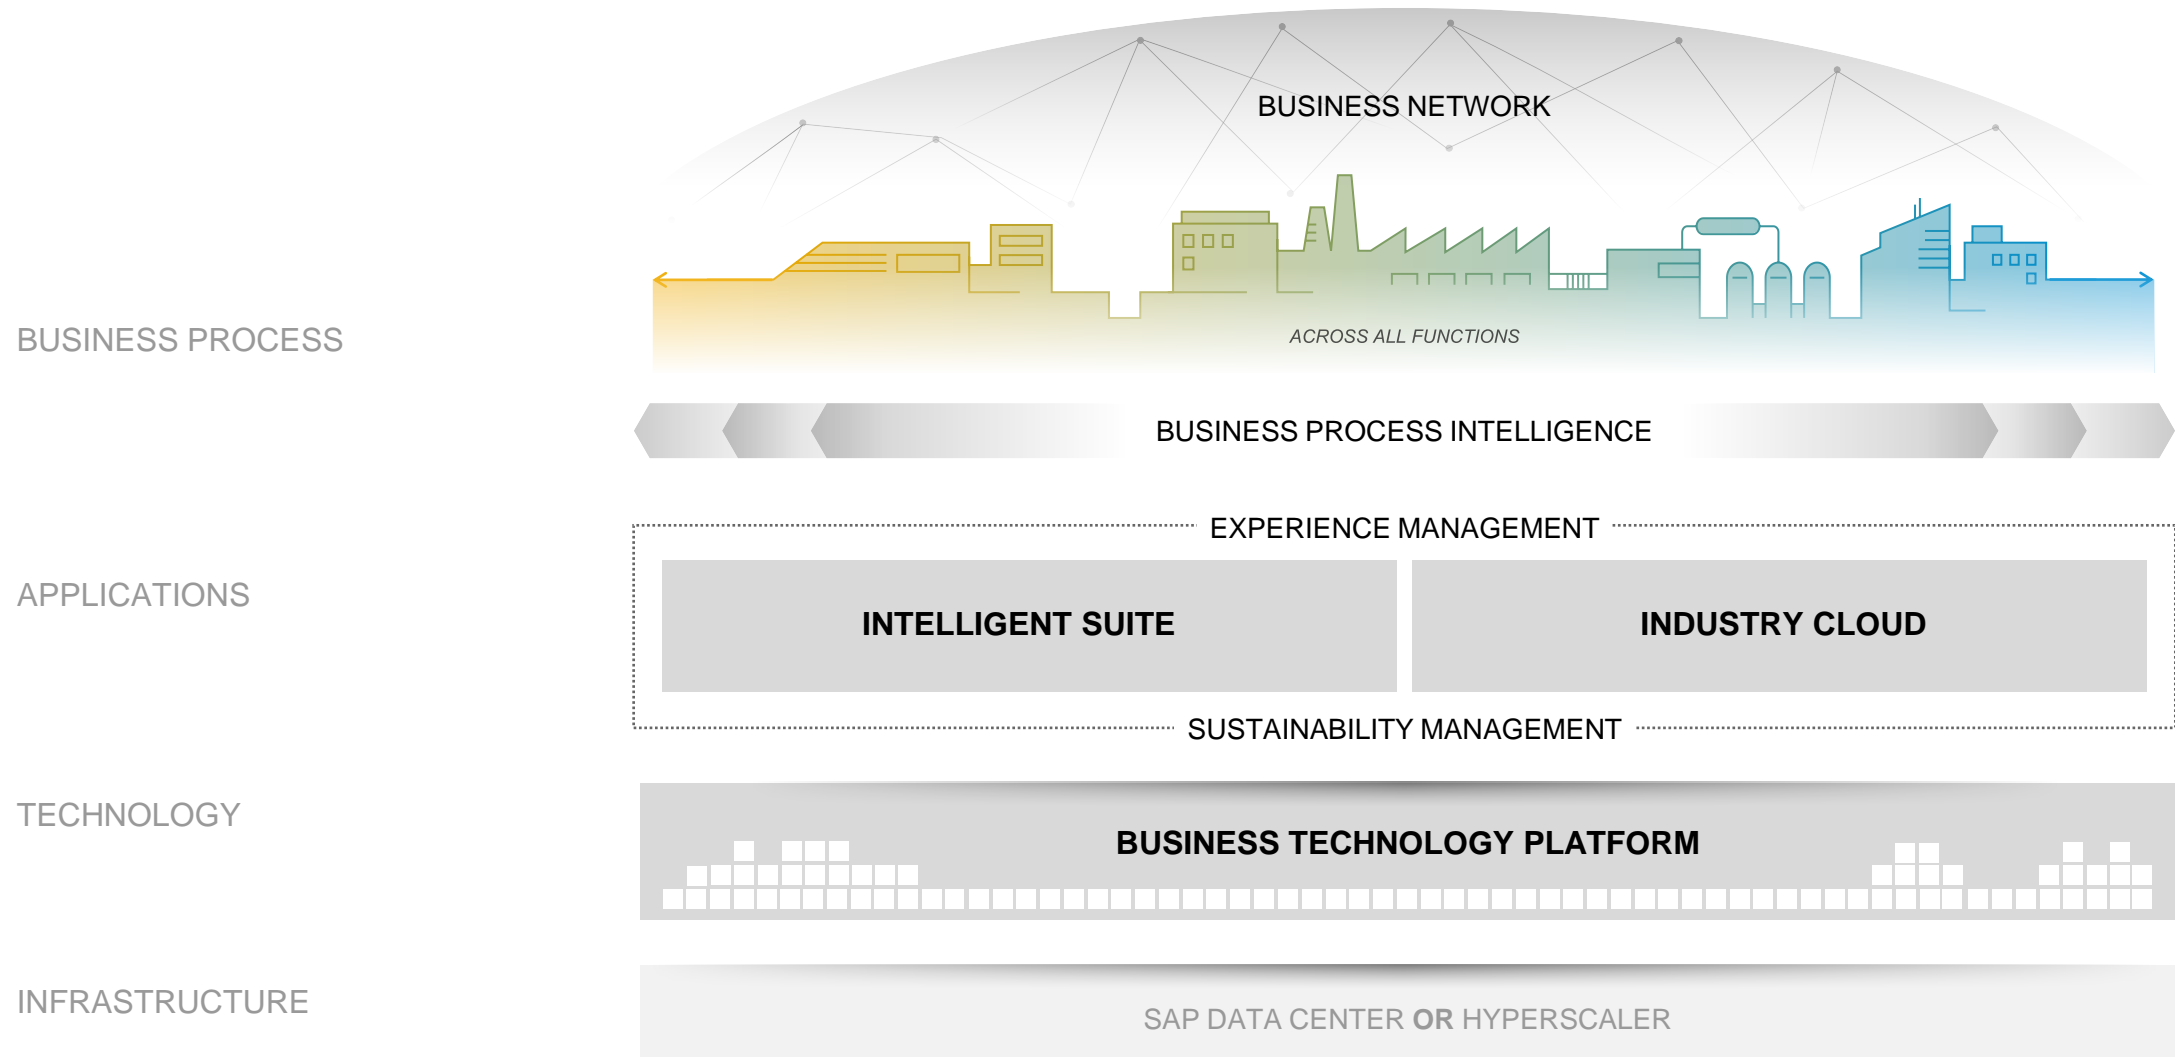 BUSINESS NETWORK
BUSINESS PROCESS
ACROSS ALL FUNCTIONS
BUSINESS PROCESS INTELLIGENCE
EXPERIENCE MANAGEMENT
APPLICATIONS
INTELLIGENT SUITE
INDUSTRY CLOUD
SUSTAINABILITY MANAGEMENT
TECHNOLOGY
BUSINESS TECHNOLOGY PLATFORM
INFRASTRUCTURE
SAP DATA CENTER OR HYPERSCALER